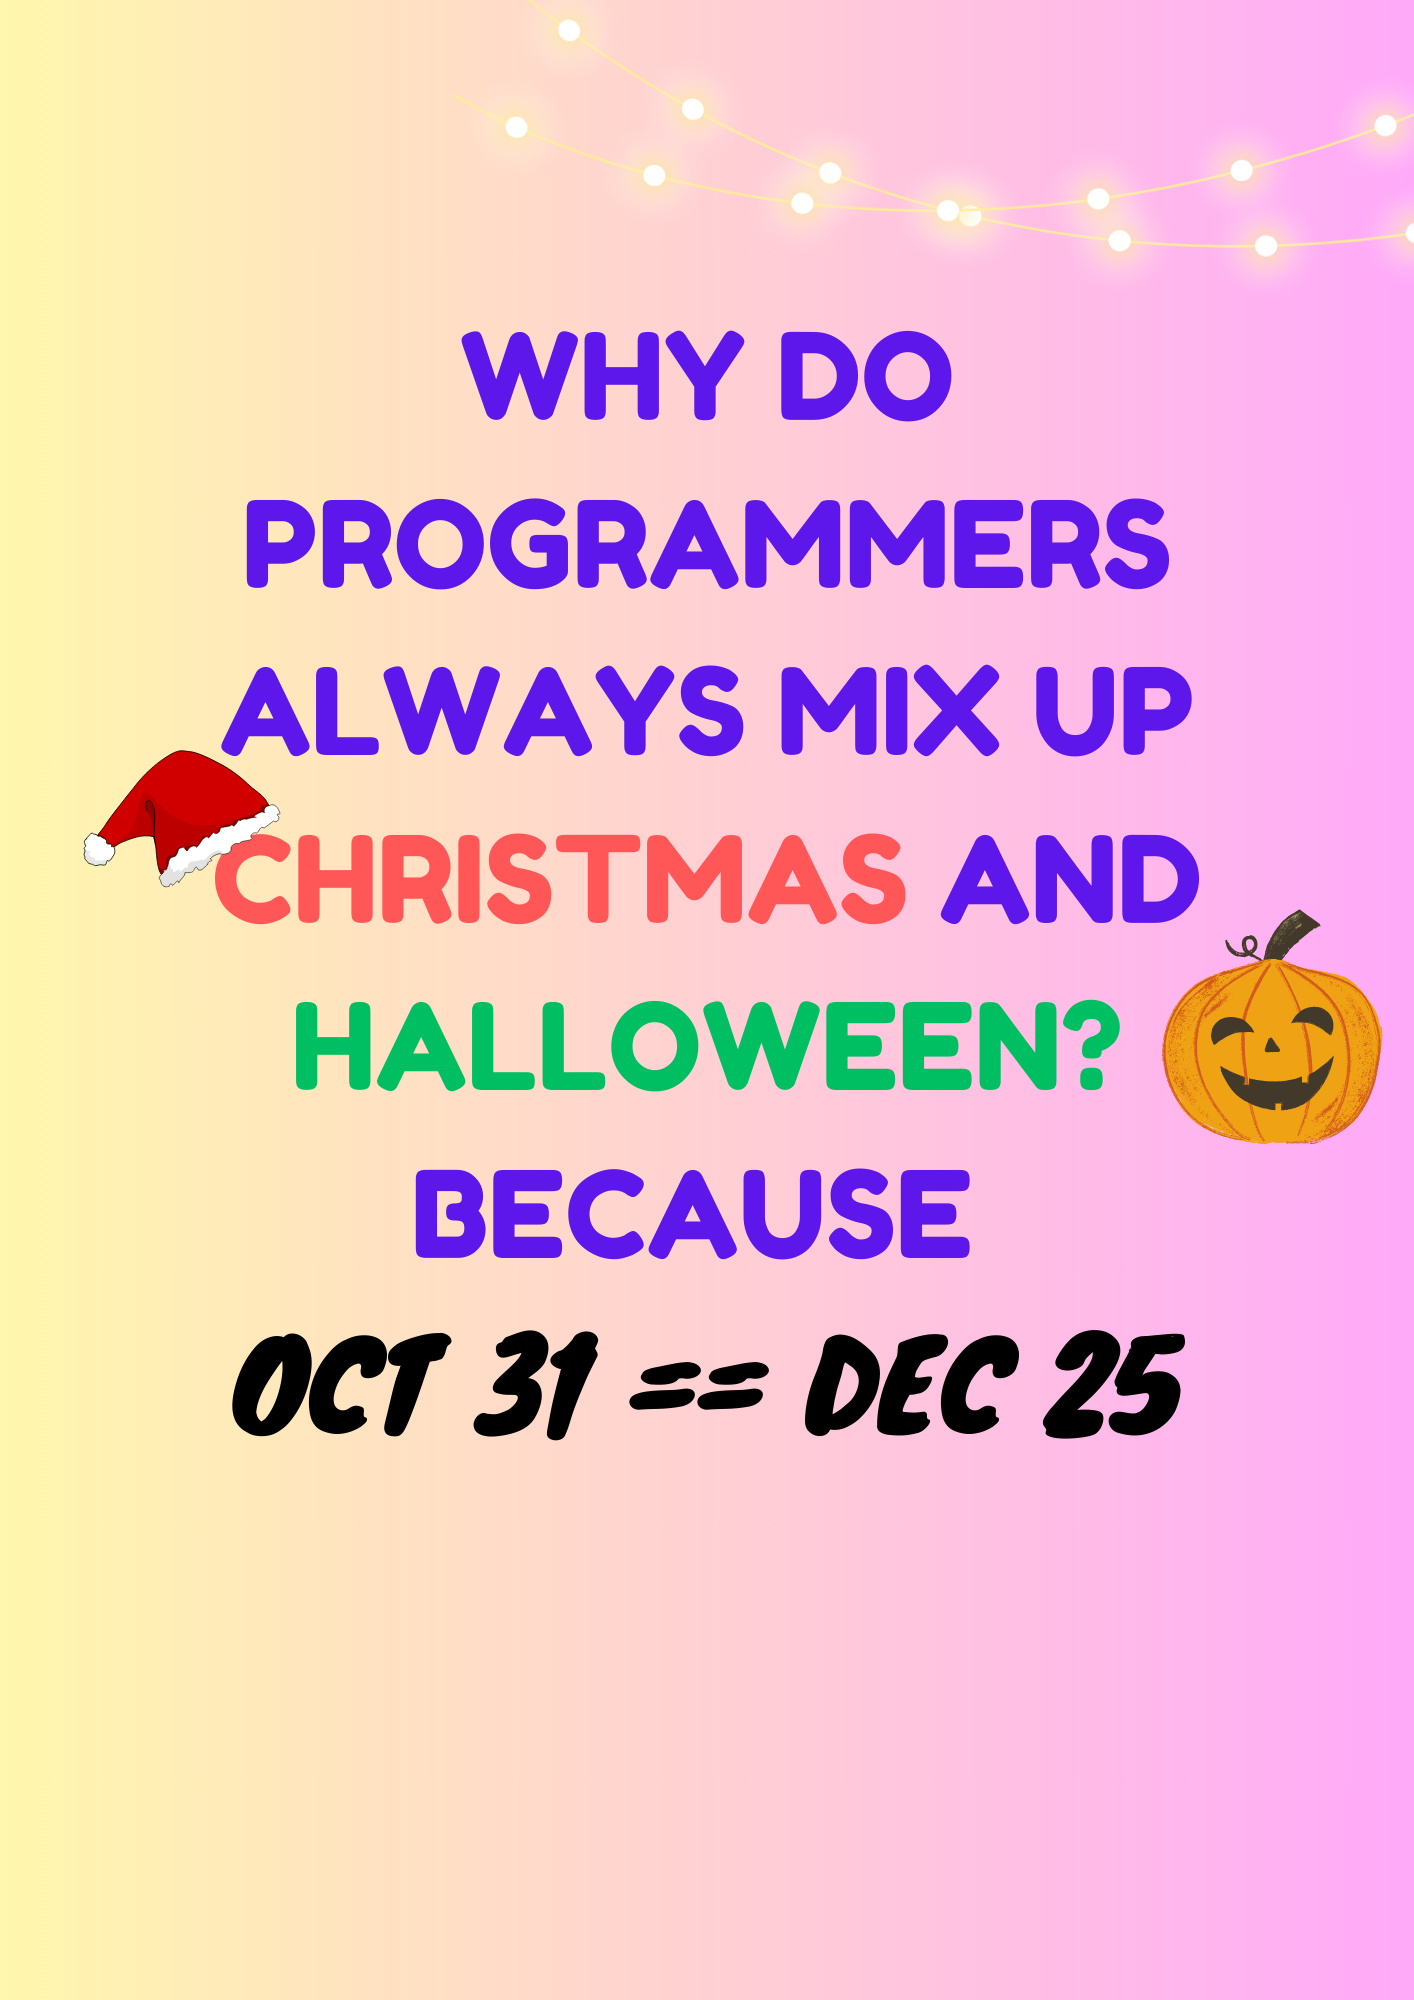 WHY DO
PROGRAMMERS
ALWAYS MIX UP
CHRISTMAS AND
HALLOWEEN?
BECAUSE
OCT 31 == DEC 25